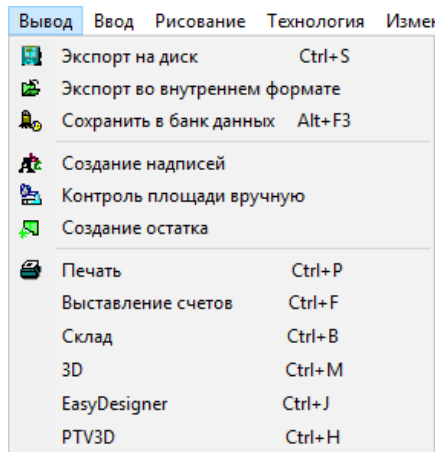 Вывод Ввод Рисование Технология Измен
Экспорт на диск Ctrl+S
Экспорт во внутреннем формате
Сохранить в банк данных Alt+F3
Создание надписей
Контроль площади вручную
Создание остатка
Печать Ctrl+P
Выставление счетов Ctrl+F
Склад Ctrl+B
3D Ctrl+M
EasyDesigner Ctrl+J
PTV3D Ctrl+H